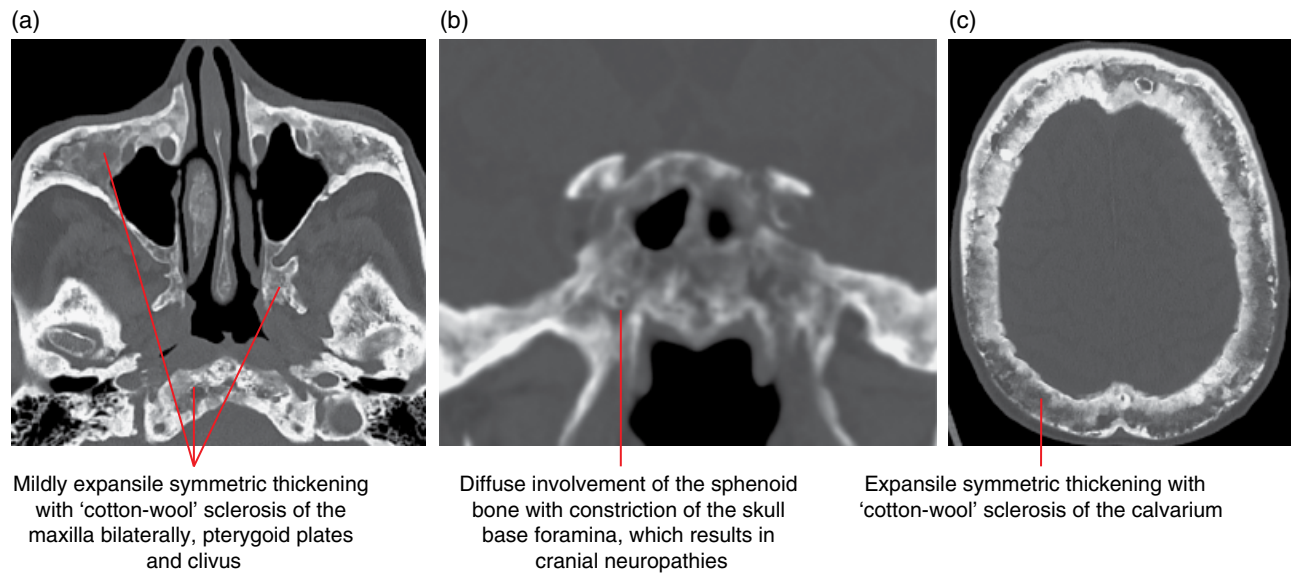 (a)
(b)
(c)
Mildly expansile symmetric thickening
with ‘cotton-wool’ sclerosis of the
maxilla bilaterally, pterygoid plates
and clivus
Diffuse involvement of the sphenoid
bone with constriction of the skull
base foramina, which results in
cranial neuropathies
Expansile symmetric thickening with
‘cotton-wool’ sclerosis of the calvarium